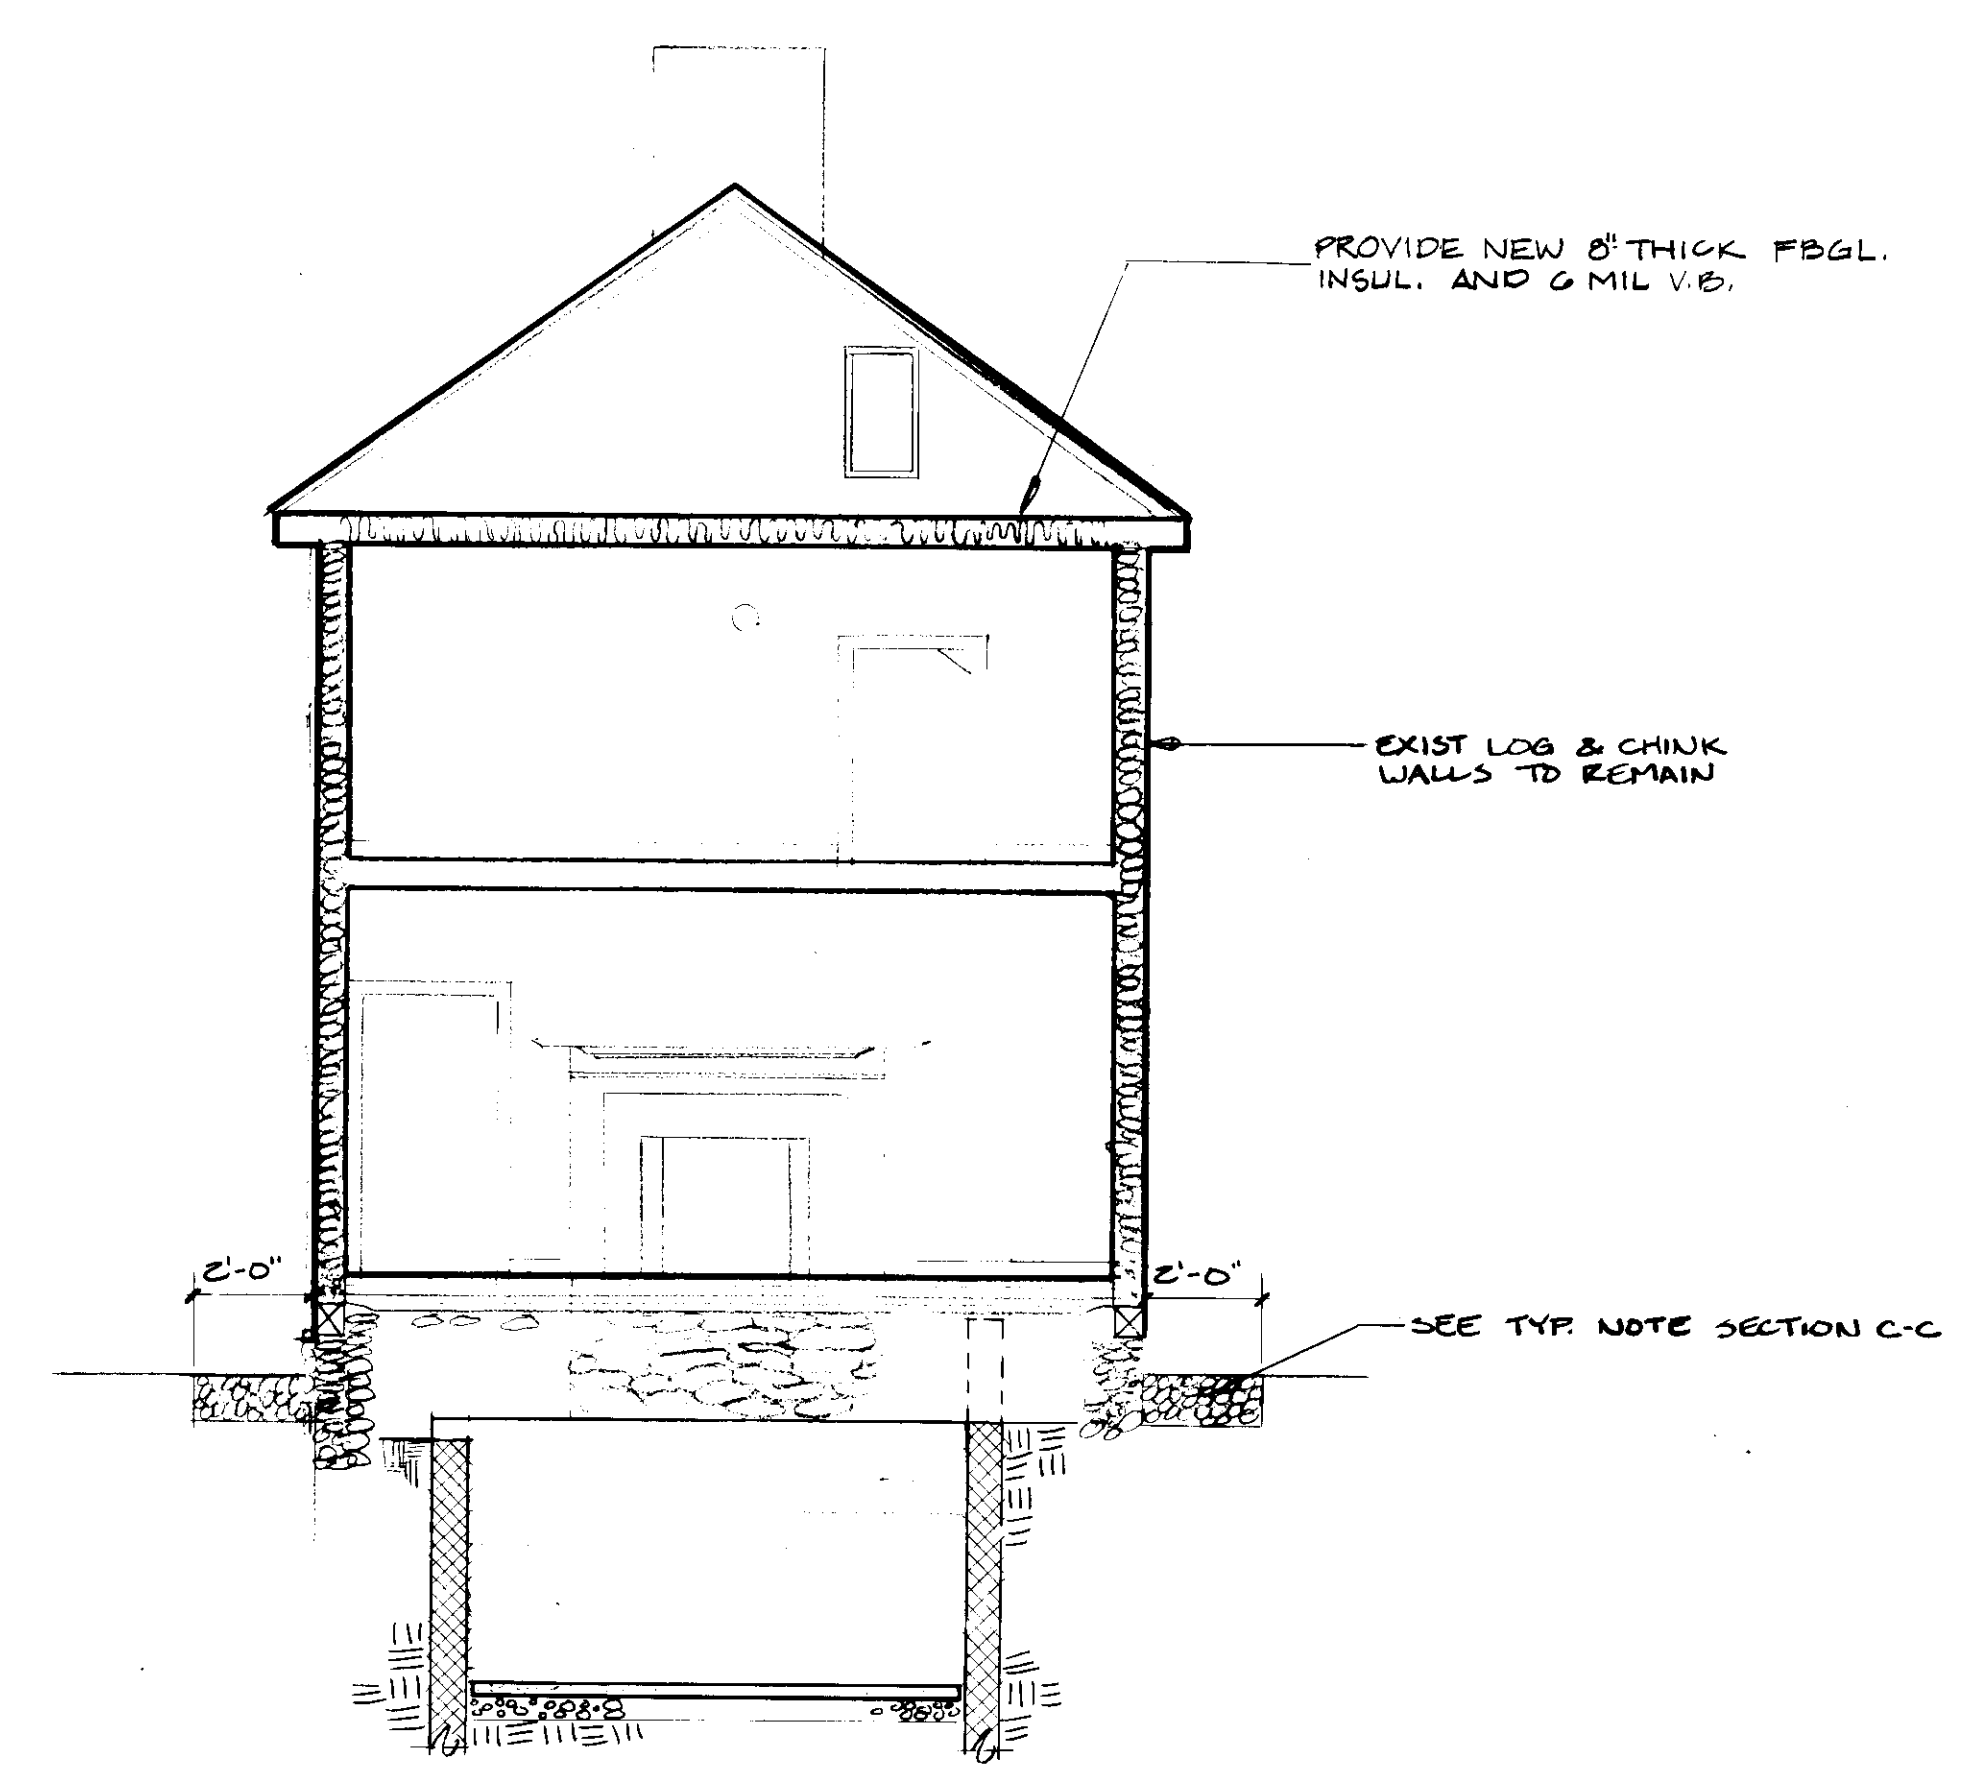 PROVIDE NEW 8" THICK FBGL.
INSUL. AND 6 MIL V.B.
EXIST LOG & CHINK
WALLS TO REMAIN
2'-0"
2'-0"
SEE TYP. NOTE SECTION C-C